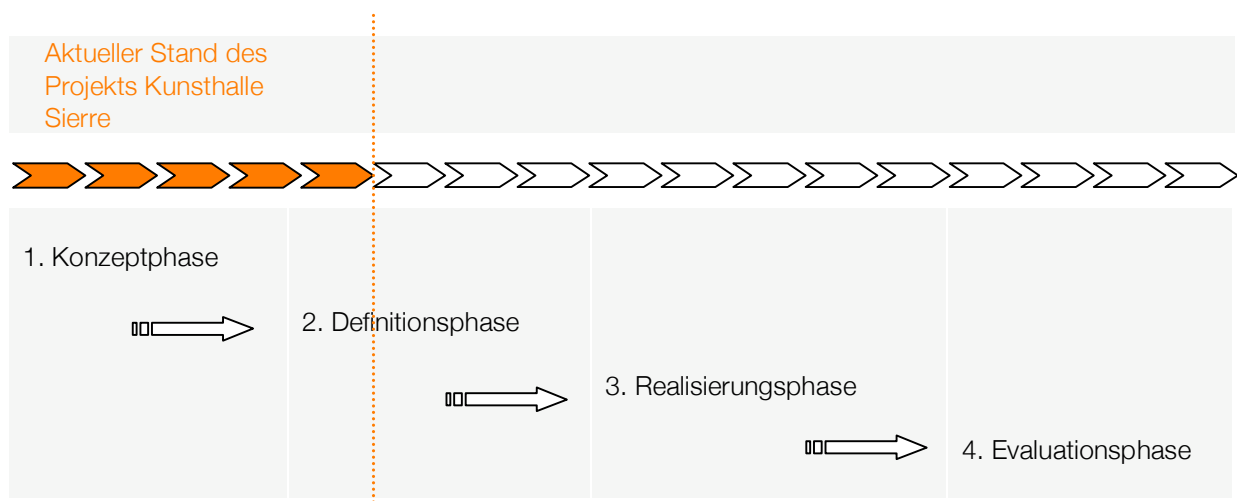 Aktueller Stand des
Projekts Kunsthalle
Sierre
1. Konzeptphase
2. Definitionsphase
3. Realisierungsphase
4. Evaluationsphase